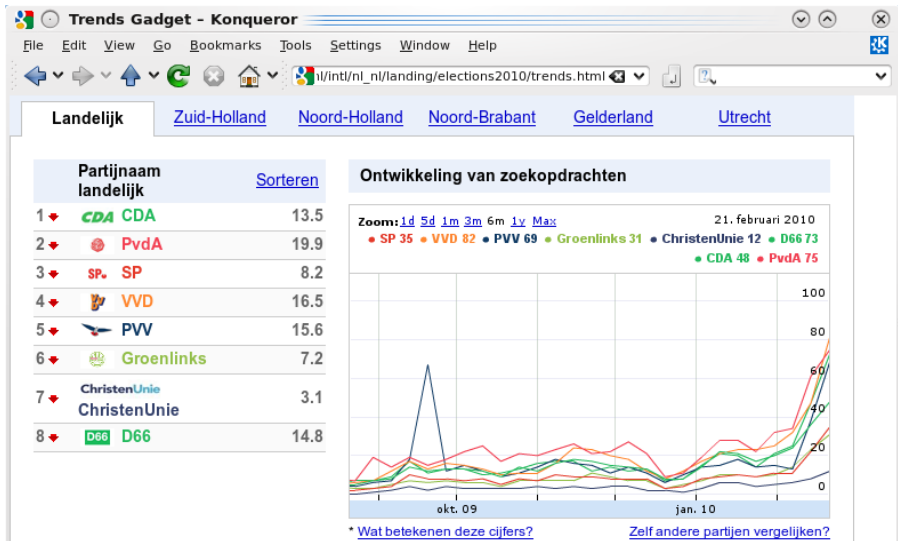 Trends Gadget – Konqueror
File Edit View Go Bookmarks Tools Settings Window Help
nl/intl/nl_nl/landing/elections2010/trends.html
Landelijk Zuid-Holland Noord-Holland Noord-Brabant Gelderland Utrecht
Partijnaam
landelijk Sorteren
1 CDA CDA 13.5
2 PvdA 19.9
3 SP. SP 8.2
4 VVD 16.5
5 PVV 15.6
6 Groenlinks 7.2
7 ChristenUnie
ChristenUnie 3.1
8 D66 D66 14.8
Ontwikkeling van zoekopdrachten
Zoom: 1d 5d 1m 3m 6m 1y Max 21. februari 2010
SP 35 VVD 82 PVV 69 Groenlinks 31 ChristenUnie 12 D66 73
CDA 48 PvdA 75
100
80
60
40
20
0
okt. 09 jan. 10
* Wat betekenen deze cijfers? Zelf andere partijen vergelijken?